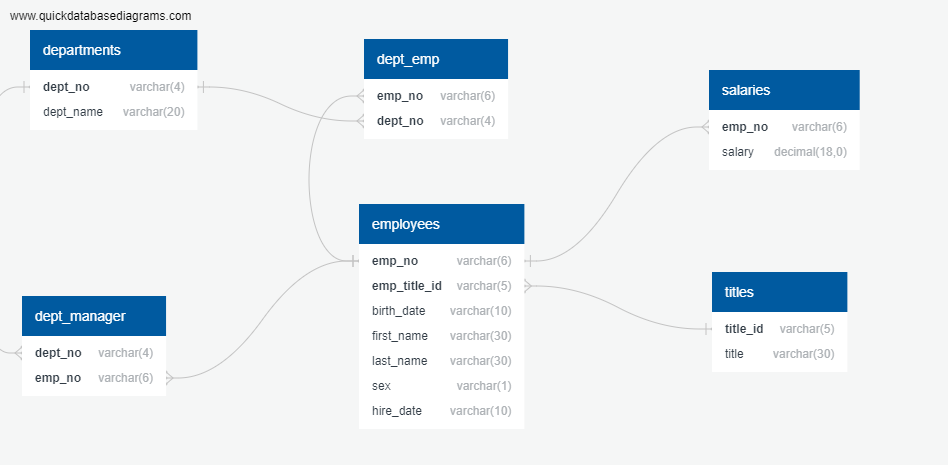 www.quickdatabasediagrams.com
departments
dept_no varchar(4)
dept_name varchar(20)
dept_emp
emp_no varchar(6)
dept_no varchar(4)
salaries
emp_no varchar(6)
salary decimal(18,0)
employees
emp_no varchar(6)
emp_title_id varchar(5)
birth_date varchar(10)
first_name varchar(30)
last_name varchar(30)
sex varchar(1)
hire_date varchar(10)
titles
title_id varchar(5)
title varchar(30)
dept_manager
dept_no varchar(4)
emp_no varchar(6)